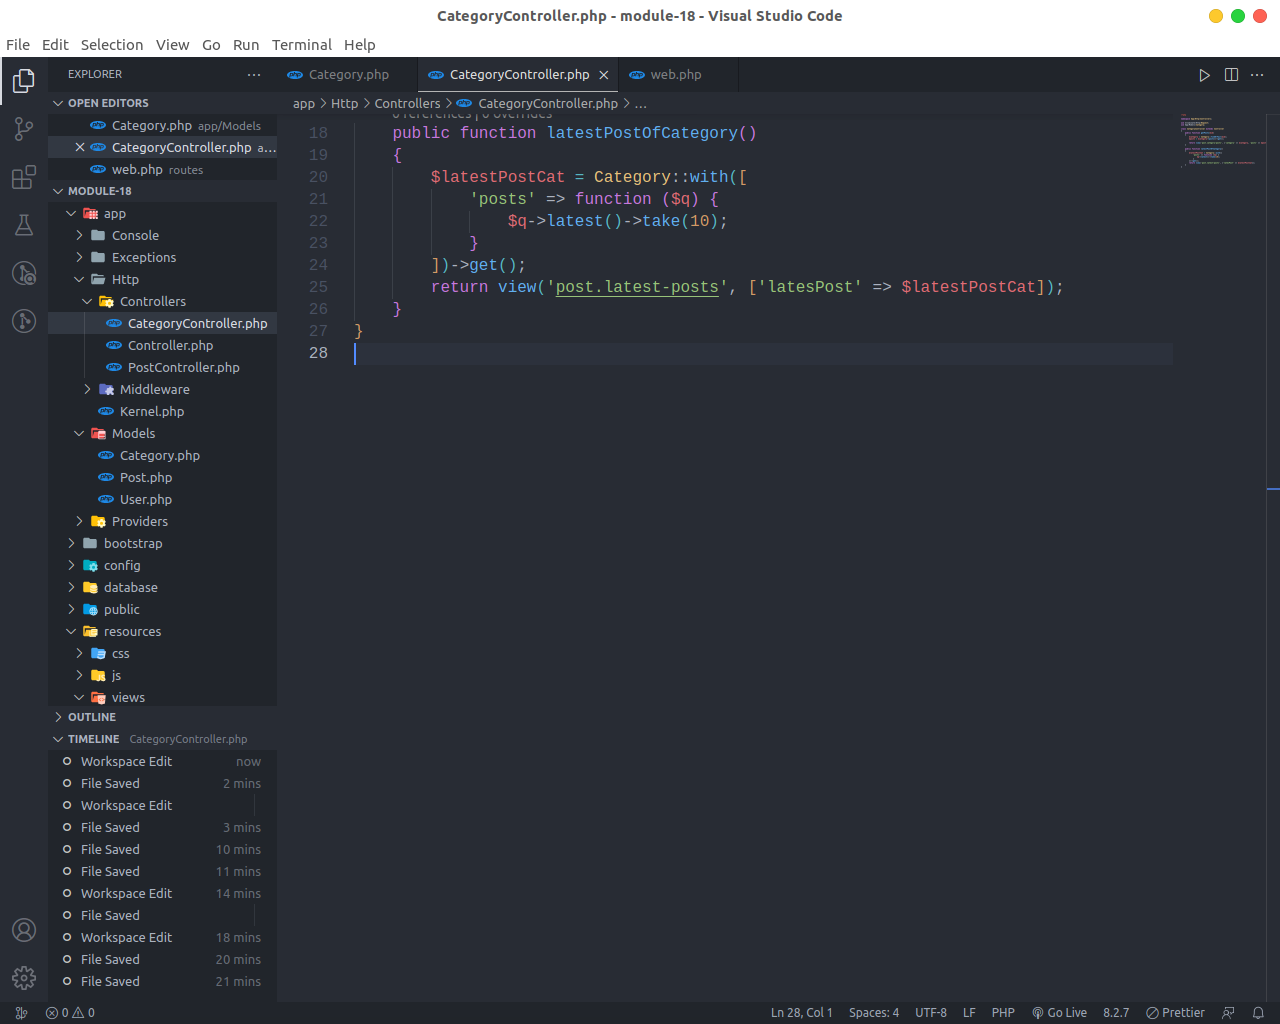 CategoryController.php - module-18 - Visual Studio Code
File Edit Selection View Go Run Terminal Help
EXPLORER
Category.php
CategoryController.php
web.php
OPEN EDITORS
Category.php app/Models
CategoryController.php a...
web.php routes
MODULE-18
app
Console
Exceptions
Http
Controllers
CategoryController.php
Controller.php
PostController.php
Middleware
Kernel.php
Models
Category.php
Post.php
User.php
Providers
bootstrap
config
database
public
resources
css
js
views
OUTLINE
TIMELINE CategoryController.php
Workspace Edit now
File Saved 2 mins
Workspace Edit
File Saved 3 mins
File Saved 10 mins
File Saved 11 mins
Workspace Edit 14 mins
File Saved
Workspace Edit 18 mins
File Saved 20 mins
File Saved 21 mins
app > Http > Controllers > CategoryController.php > ...
0 references | 0 overrides
18 public function latestPostOfCategory()
19 {
20 $latestPostCat = Category::with([
21 'posts' => function ($q) {
22 $q->latest()->take(10);
23 }
24 ])->get();
25 return view('post.latest-posts', ['latesPost' => $latestPostCat]);
26 }
27 }
28
0 0
Ln 28, Col 1 Spaces: 4 UTF-8 LF PHP Go Live 8.2.7 Prettier